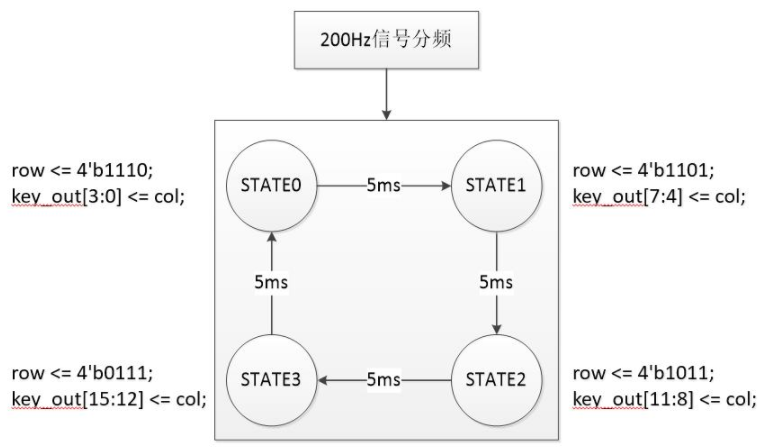 200Hz信号分频
row <= 4'b1110;
key_out[3:0] <= col;
STATE0
5ms
STATE1
row <= 4'b1101;
key_out[7:4] <= col;
5ms
5ms
row <= 4'b0111;
key_out[15:12] <= col;
STATE3
5ms
STATE2
row <= 4'b1011;
key_out[11:8] <= col;